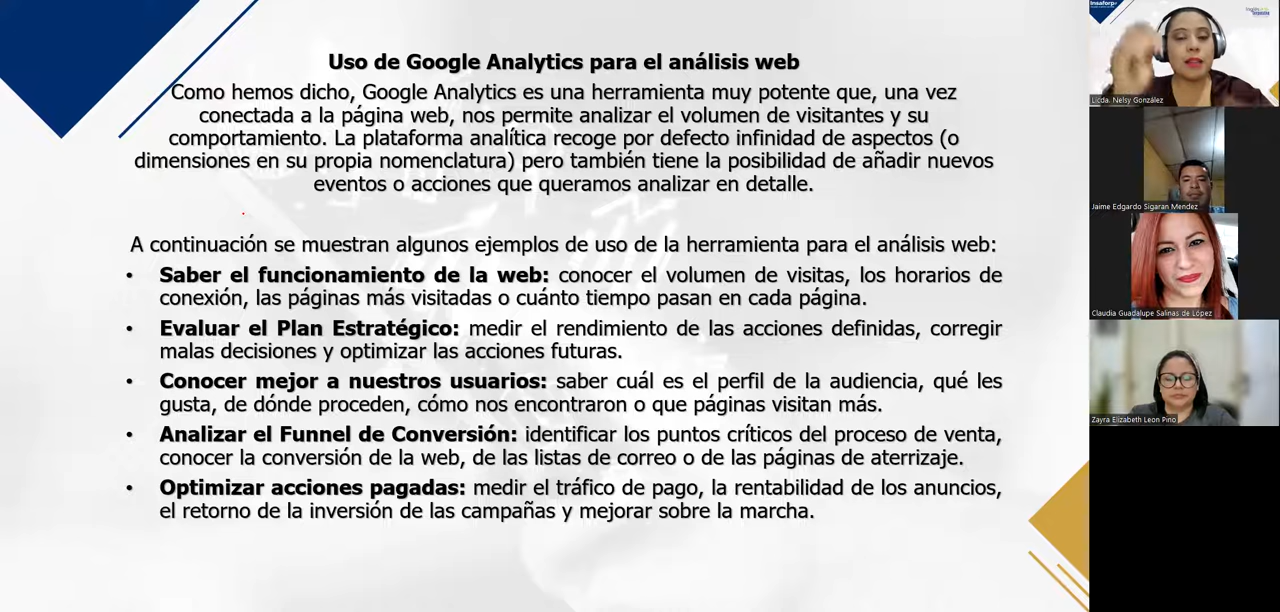 Uso de Google Analytics para el análisis web
Como hemos dicho, Google Analytics es una herramienta muy potente que, una vez
conectada a la página web, nos permite analizar el volumen de visitantes y su
comportamiento. La plataforma analítica recoge por defecto infinidad de aspectos (o
dimensiones en su propia nomenclatura) pero también tiene la posibilidad de añadir nuevos
eventos o acciones que queramos analizar en detalle.
A continuación se muestran algunos ejemplos de uso de la herramienta para el análisis web:
• Saber el funcionamiento de la web: conocer el volumen de visitas, los horarios de
conexión, las páginas más visitadas o cuánto tiempo pasan en cada página.
• Evaluar el Plan Estratégico: medir el rendimiento de las acciones definidas, corregir
malas decisiones y optimizar las acciones futuras.
• Conocer mejor a nuestros usuarios: saber cuál es el perfil de la audiencia, qué les
gusta, de dónde proceden, cómo nos encontraron o que páginas visitan más.
• Analizar el Funnel de Conversión: identificar los puntos críticos del proceso de venta,
conocer la conversión de la web, de las listas de correo o de las páginas de aterrizaje.
• Optimizar acciones pagadas: medir el tráfico de pago, la rentabilidad de los anuncios,
el retorno de la inversión de las campañas y mejorar sobre la marcha.
Insaforp
Licda. Nelsy González
Jaime Edgardo Sigaran Mendez
Claudia Guadalupe Salinas de López
Zayra Elizabeth Leon Pino